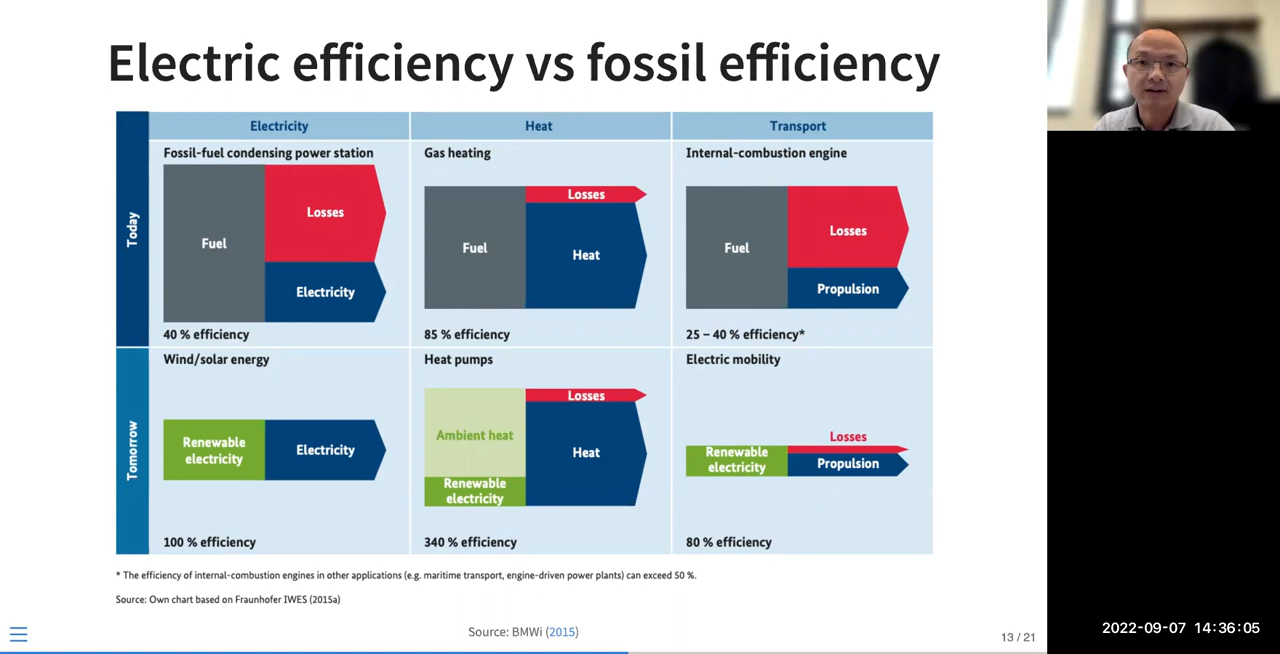 Electric efficiency vs fossil efficiency
Electricity
Heat
Transport
Today
Fossil-fuel condensing power station
Fuel
Losses
Electricity
40 % efficiency
Gas heating
Fuel
Losses
Heat
85 % efficiency
Internal-combustion engine
Fuel
Losses
Propulsion
25 – 40 % efficiency*
Tomorrow
Wind/solar energy
Renewable
electricity
Electricity
100 % efficiency
Heat pumps
Ambient heat
Renewable
electricity
Losses
Heat
340 % efficiency
Electric mobility
Renewable
electricity
Losses
Propulsion
80 % efficiency
* The efficiency of internal-combustion engines in other applications (e.g. maritime transport, engine-driven power plants) can exceed 50 %.
Source: Own chart based on Fraunhofer IWES (2015a)
Source: BMWi (2015)
13 / 21
2022-09-07 14:36:05